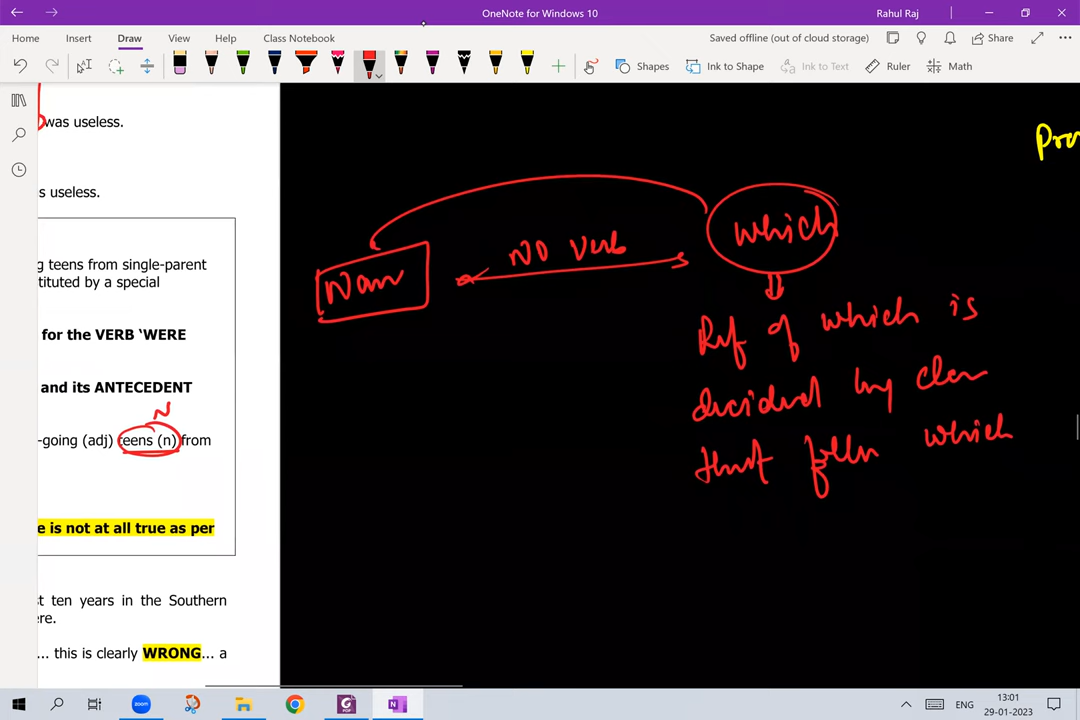 OneNote for Windows 10
Rahul Raj
Home Insert Draw View Help Class Notebook
Saved offline (out of cloud storage)
Share
Shapes
Ink to Shape
Ink to Text
Ruler
Math
was useless.
s useless.
g teens from single-parent
tituted by a special
for the VERB ‘WERE
and its ANTECEDENT
N
-going (adj) teens (n) from
e is not at all true as per
st ten years in the Southern
ere.
... this is clearly WRONG... a
Pro
which
NO Verb
Noun
Ref of which is
decided by
that which
zoom
ENG
13:01
29-01-2023